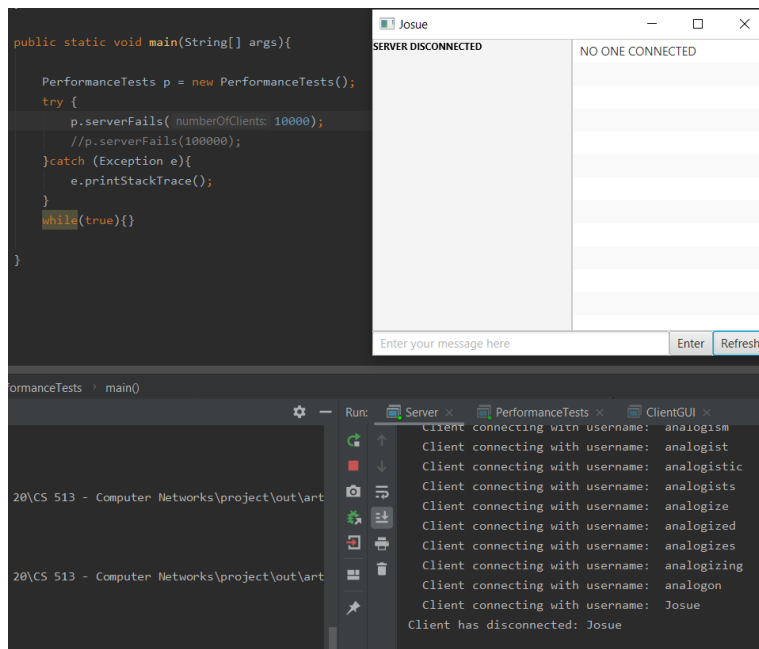 public static void main(String[] args){
PerformanceTests p = new PerformanceTests();
try {
p.serverFails( numberOfClients: 10000);
//p.serverFails(100000);
}catch (Exception e){
e.printStackTrace();
}
while(true){}
}
Josue
SERVER DISCONNECTED
NO ONE CONNECTED
Enter your message here
Enter
Refresh
formanceTests > main()
Run:
Server
PerformanceTests
ClientGUI
20\CS 513 - Computer Networks\project\out\art
20\CS 513 - Computer Networks\project\out\art
Client connecting with username: analogism
Client connecting with username: analogist
Client connecting with username: analogistic
Client connecting with username: analogists
Client connecting with username: analogize
Client connecting with username: analogized
Client connecting with username: analogizes
Client connecting with username: analogizing
Client connecting with username: analogon
Client connecting with username: Josue
Client has disconnected: Josue